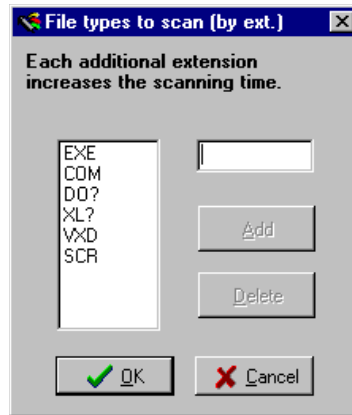 File types to scan (by ext.)
Each additional extension
increases the scanning time.
EXE
COM
DO?
XL?
VXD
SCR
Add
Delete
OK
Cancel